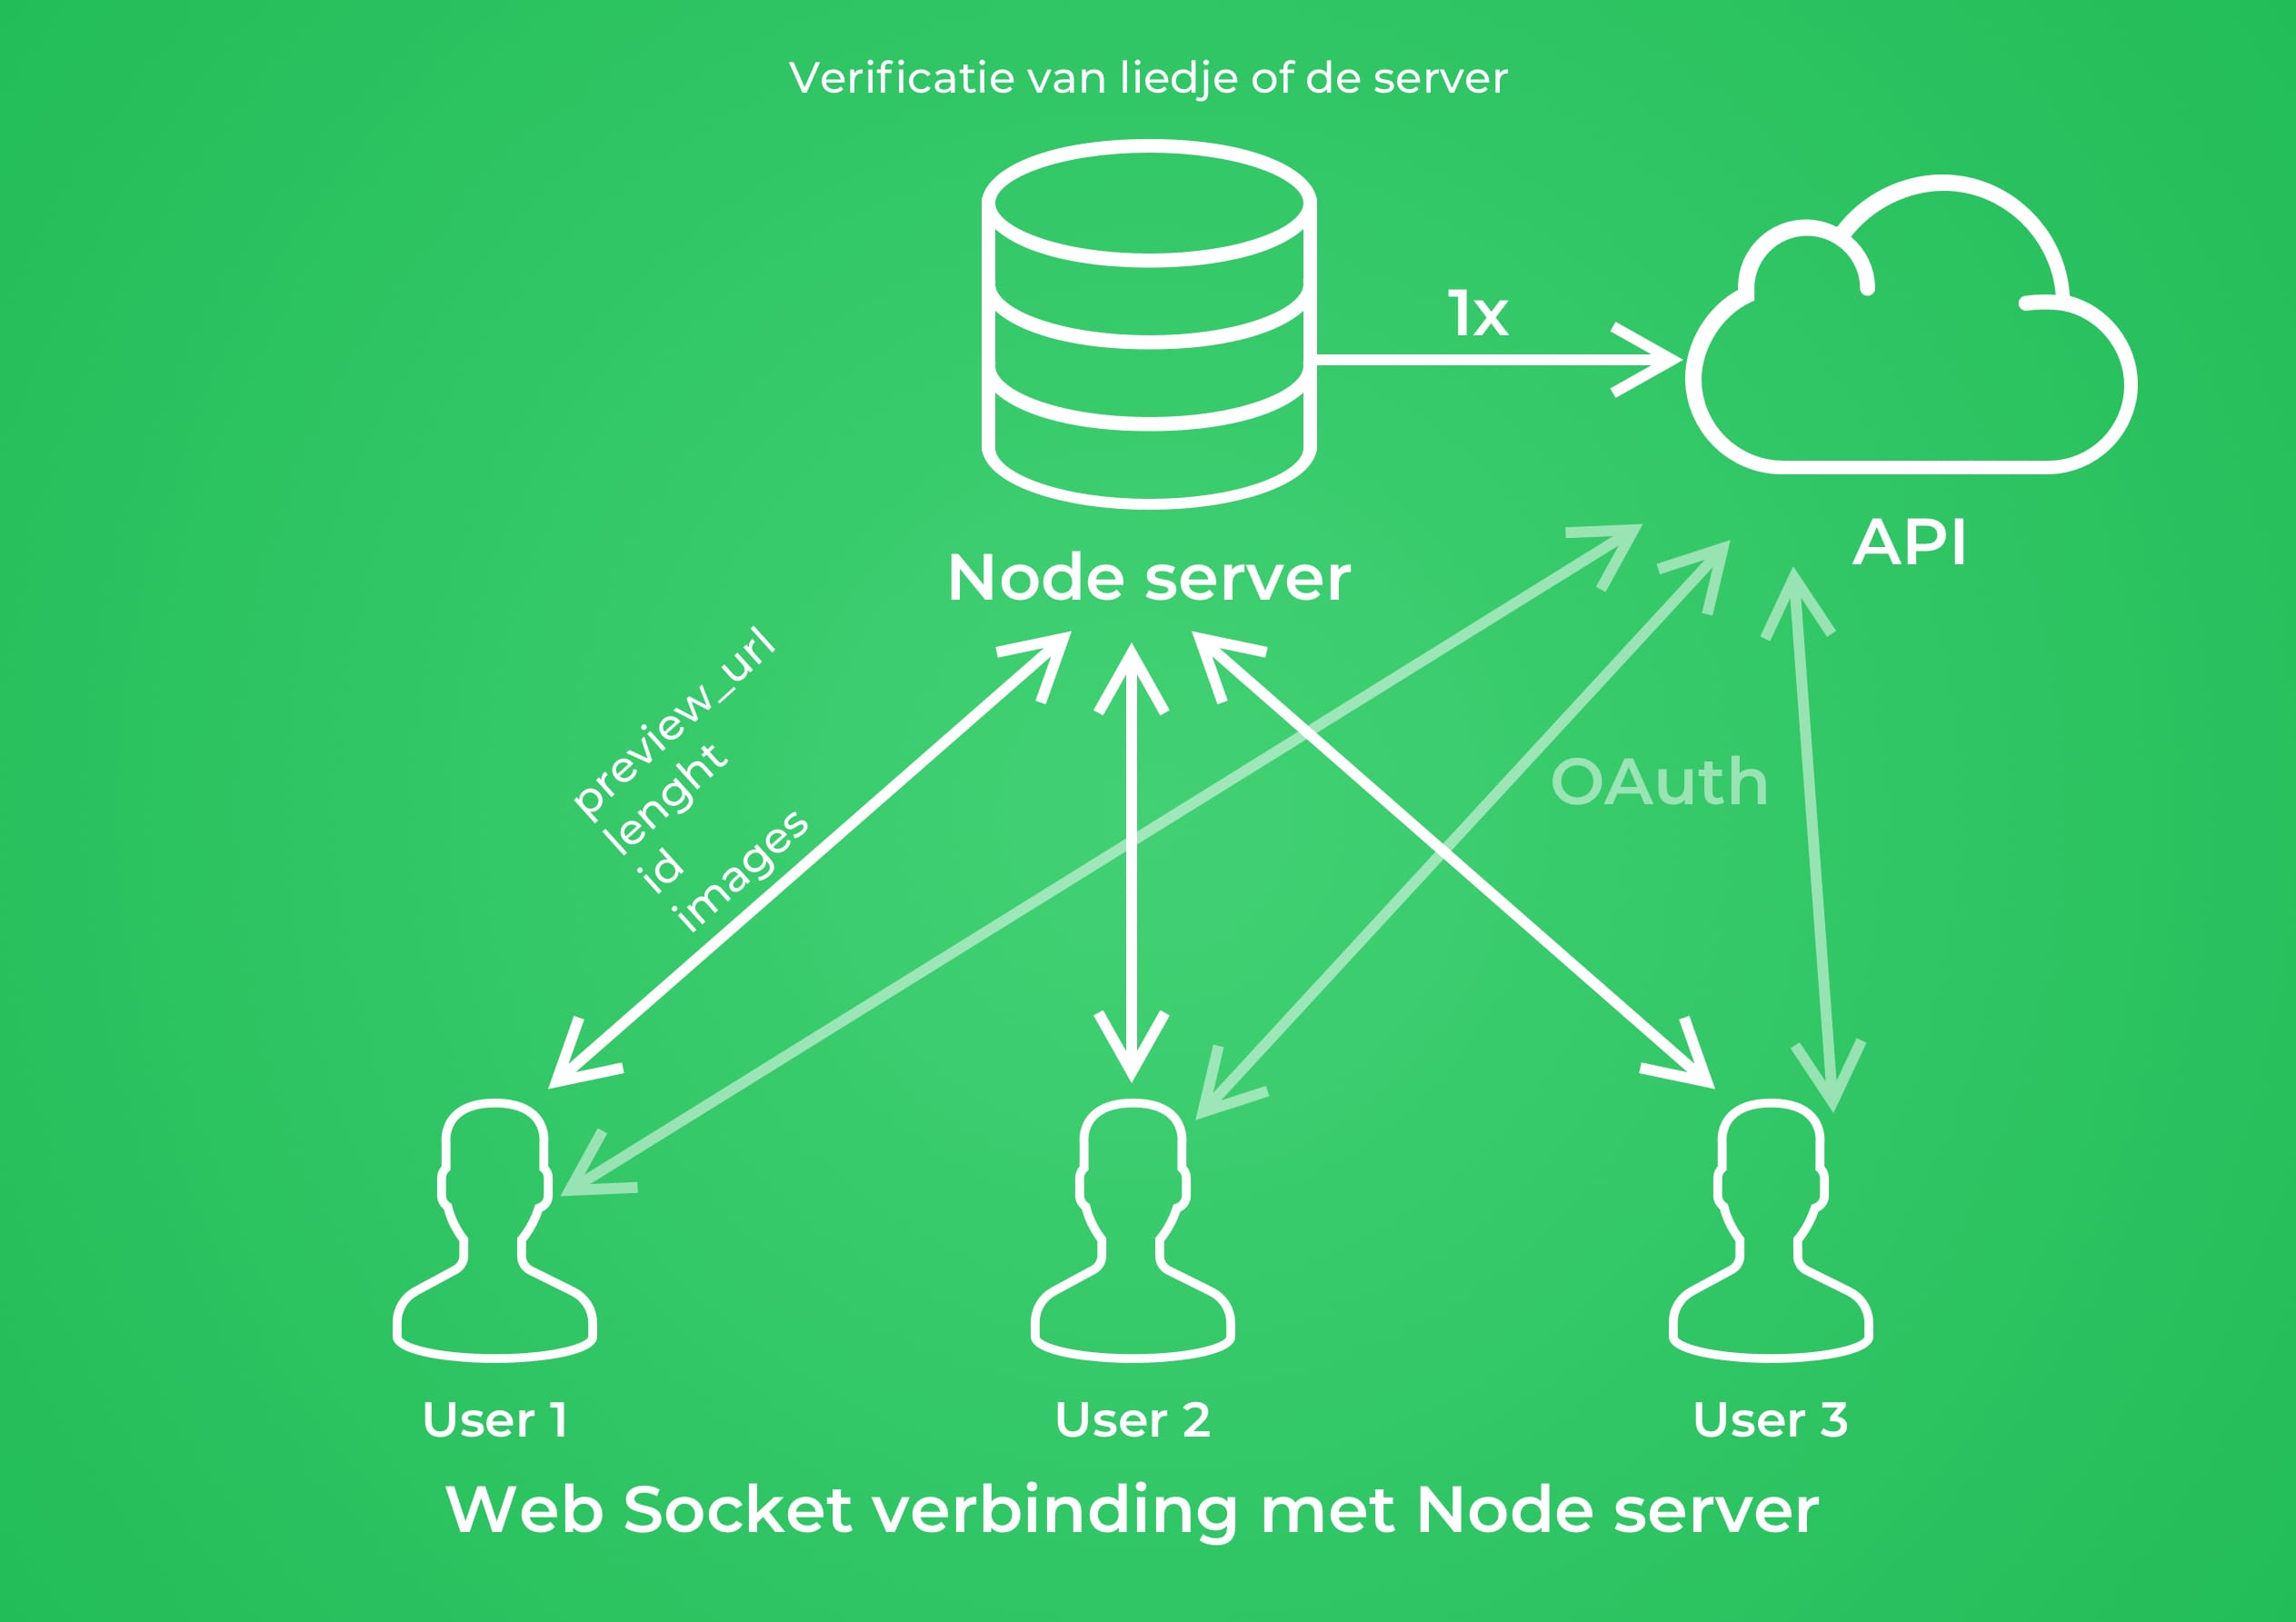 Verificatie van liedje of de server
1x
API
Node server
preview_url
lenght
id
images
OAuth
User 1
User 2
User 3
Web Socket verbinding met Node server